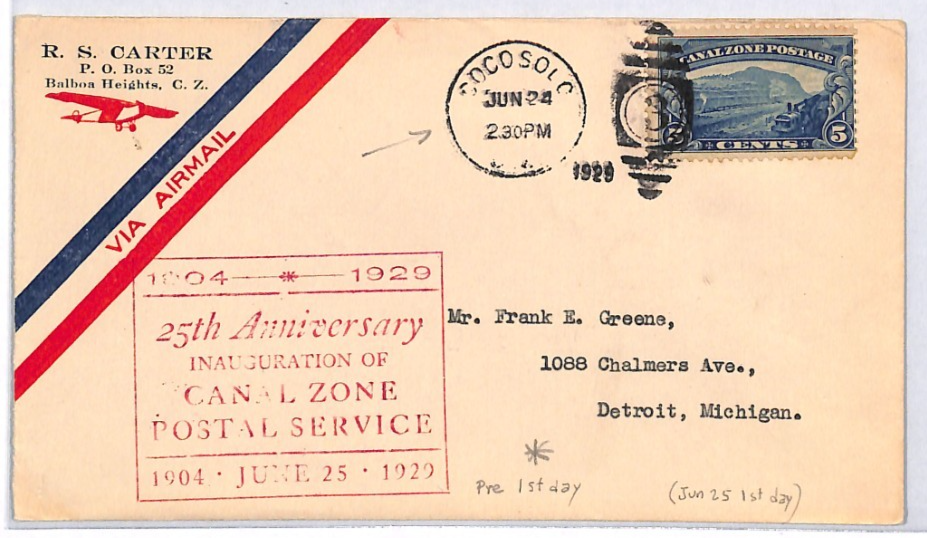 R. S. CARTER
P. O. Box 52
Balboa Heights, C. Z.
VIA AIRMAIL
COCO SOLO
JUN 24
2.30PM
1929
CANAL ZONE POSTAGE
5 CENTS 5
1904 * 1929
25th Anniversary
INAUGURATION OF
CANAL ZONE
POSTAL SERVICE
1904 · JUNE 25 · 1929
Mr. Frank E. Greene,
1088 Chalmers Ave.,
Detroit, Michigan.
*
Pre 1st day (Jun 25 1st day)